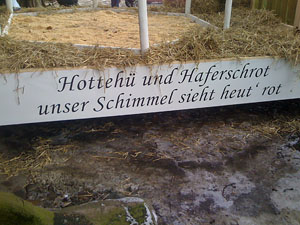 Hottehü und Haferschrot
unser Schimmel sieht heut' rot